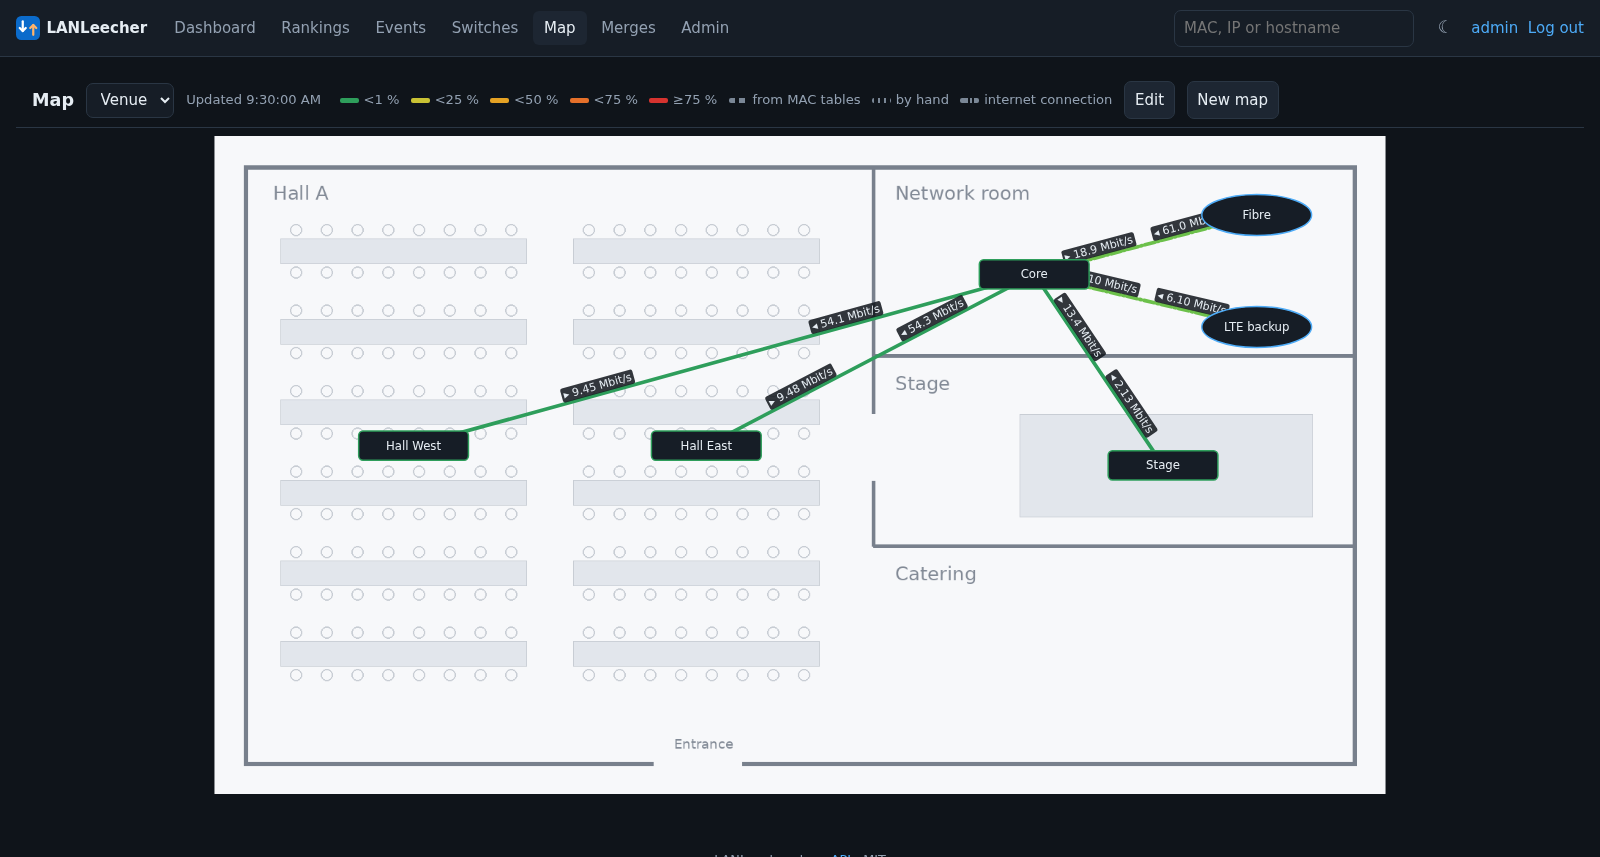 LANLeecher Dashboard Rankings Events Switches Map Merges Admin MAC, IP or hostname admin Log out
Map Venue Updated 9:30:00 AM <1 % <25 % <50 % <75 % ≥75 % from MAC tables by hand internet connection Edit New map
Hall A
Network room
Fibre
61.0
18.9 Mbit/s
Core
Mbit/s
6.10 Mbit/s
LTE backup
54.1 Mbit/s
54.3 Mbit/s
13.4 Mbit/s
9.45 Mbit/s
9.48 Mbit/s
2.13 Mbit/s
Stage
Hall West
Hall East
Stage
Catering
Entrance